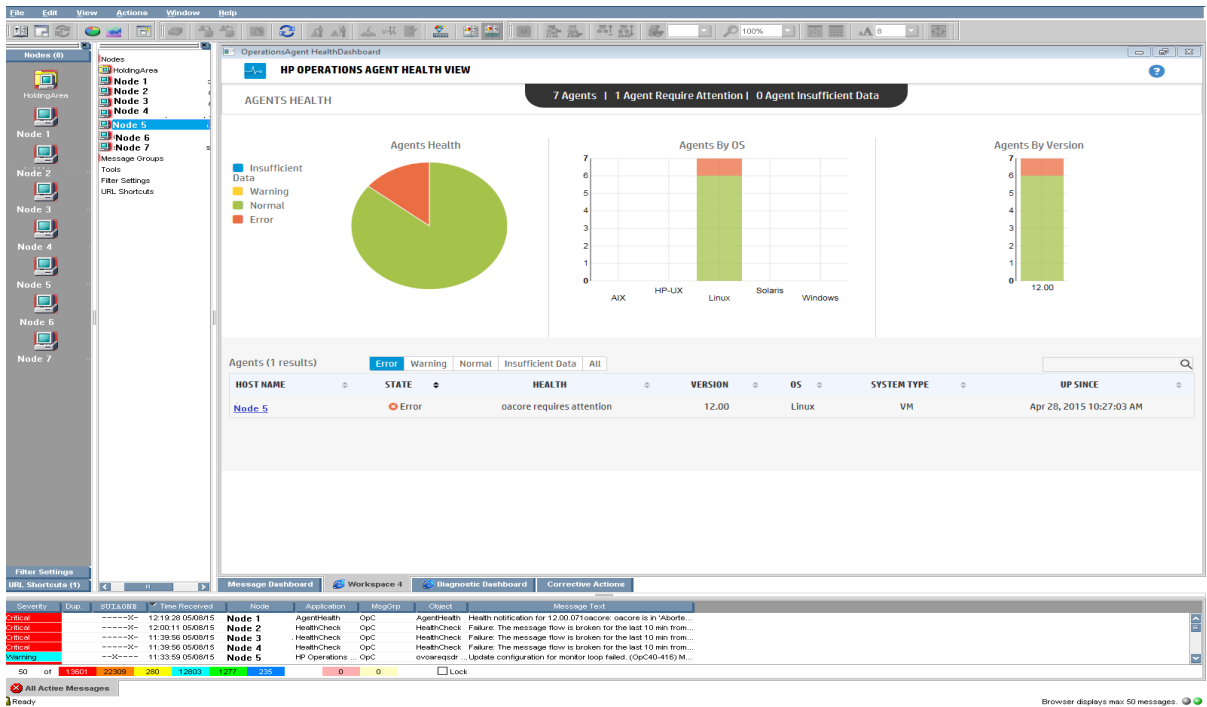 File Edit View Actions Window Help
100% 8
Nodes (8)
HoldingArea
Node 1
Node 2
Node 3
Node 4
Node 5
Node 6
Node 7
Filter Settings
URL Shortcuts (1)
Nodes
HoldingArea
Node 1
Node 2
Node 3
Node 4
Node 5
Node 6
Node 7
Message Groups
Tools
Filter Settings
URL Shortcuts
OperationsAgent HealthDashboard
HP OPERATIONS AGENT HEALTH VIEW
AGENTS HEALTH
7 Agents | 1 Agent Require Attention | 0 Agent Insufficient Data
Agents Health
Insufficient Data
Warning
Normal
Error
Agents By OS
7
6
5
4
3
2
1
0
AIX HP-UX Linux Solaris Windows
Agents By Version
7
6
5
4
3
2
1
0
12.00
Agents (1 results) Error Warning Normal Insufficient Data All
HOST NAME STATE HEALTH VERSION OS SYSTEM TYPE UP SINCE
Node 5 Error oacore requires attention 12.00 Linux VM Apr 28, 2015 10:27:03 AM
Message Dashboard Workspace 4 Diagnostic Dashboard Corrective Actions
Severity Dup. SUIAONE Time Received Node Application MsgGrp Object Message Text
Critical -----X- 12:19:28 05/08/15 Node 1 AgentHealth OpC AgentHealth Health notification for 12.00.071oacore: oacore is in 'Aborte...
Critical -----X- 12:00:11 05/08/15 Node 2 HealthCheck OpC HealthCheck Failure: The message flow is broken for the last 10 min from...
Critical -----X- 11:39:56 05/08/15 Node 3 HealthCheck OpC HealthCheck Failure: The message flow is broken for the last 10 min from...
Critical -----X- 11:39:56 05/08/15 Node 4 HealthCheck OpC HealthCheck Failure: The message flow is broken for the last 10 min from...
Warning --X---- 11:33:59 05/08/15 Node 5 HP Operations ... OpC ovoareqsdr ... Update configuration for monitor loop failed. (OpC40-416) M...
50 of 13601 22309 280 12603 1277 235 0 0 Lock
All Active Messages
Ready
Browser displays max 50 messages.